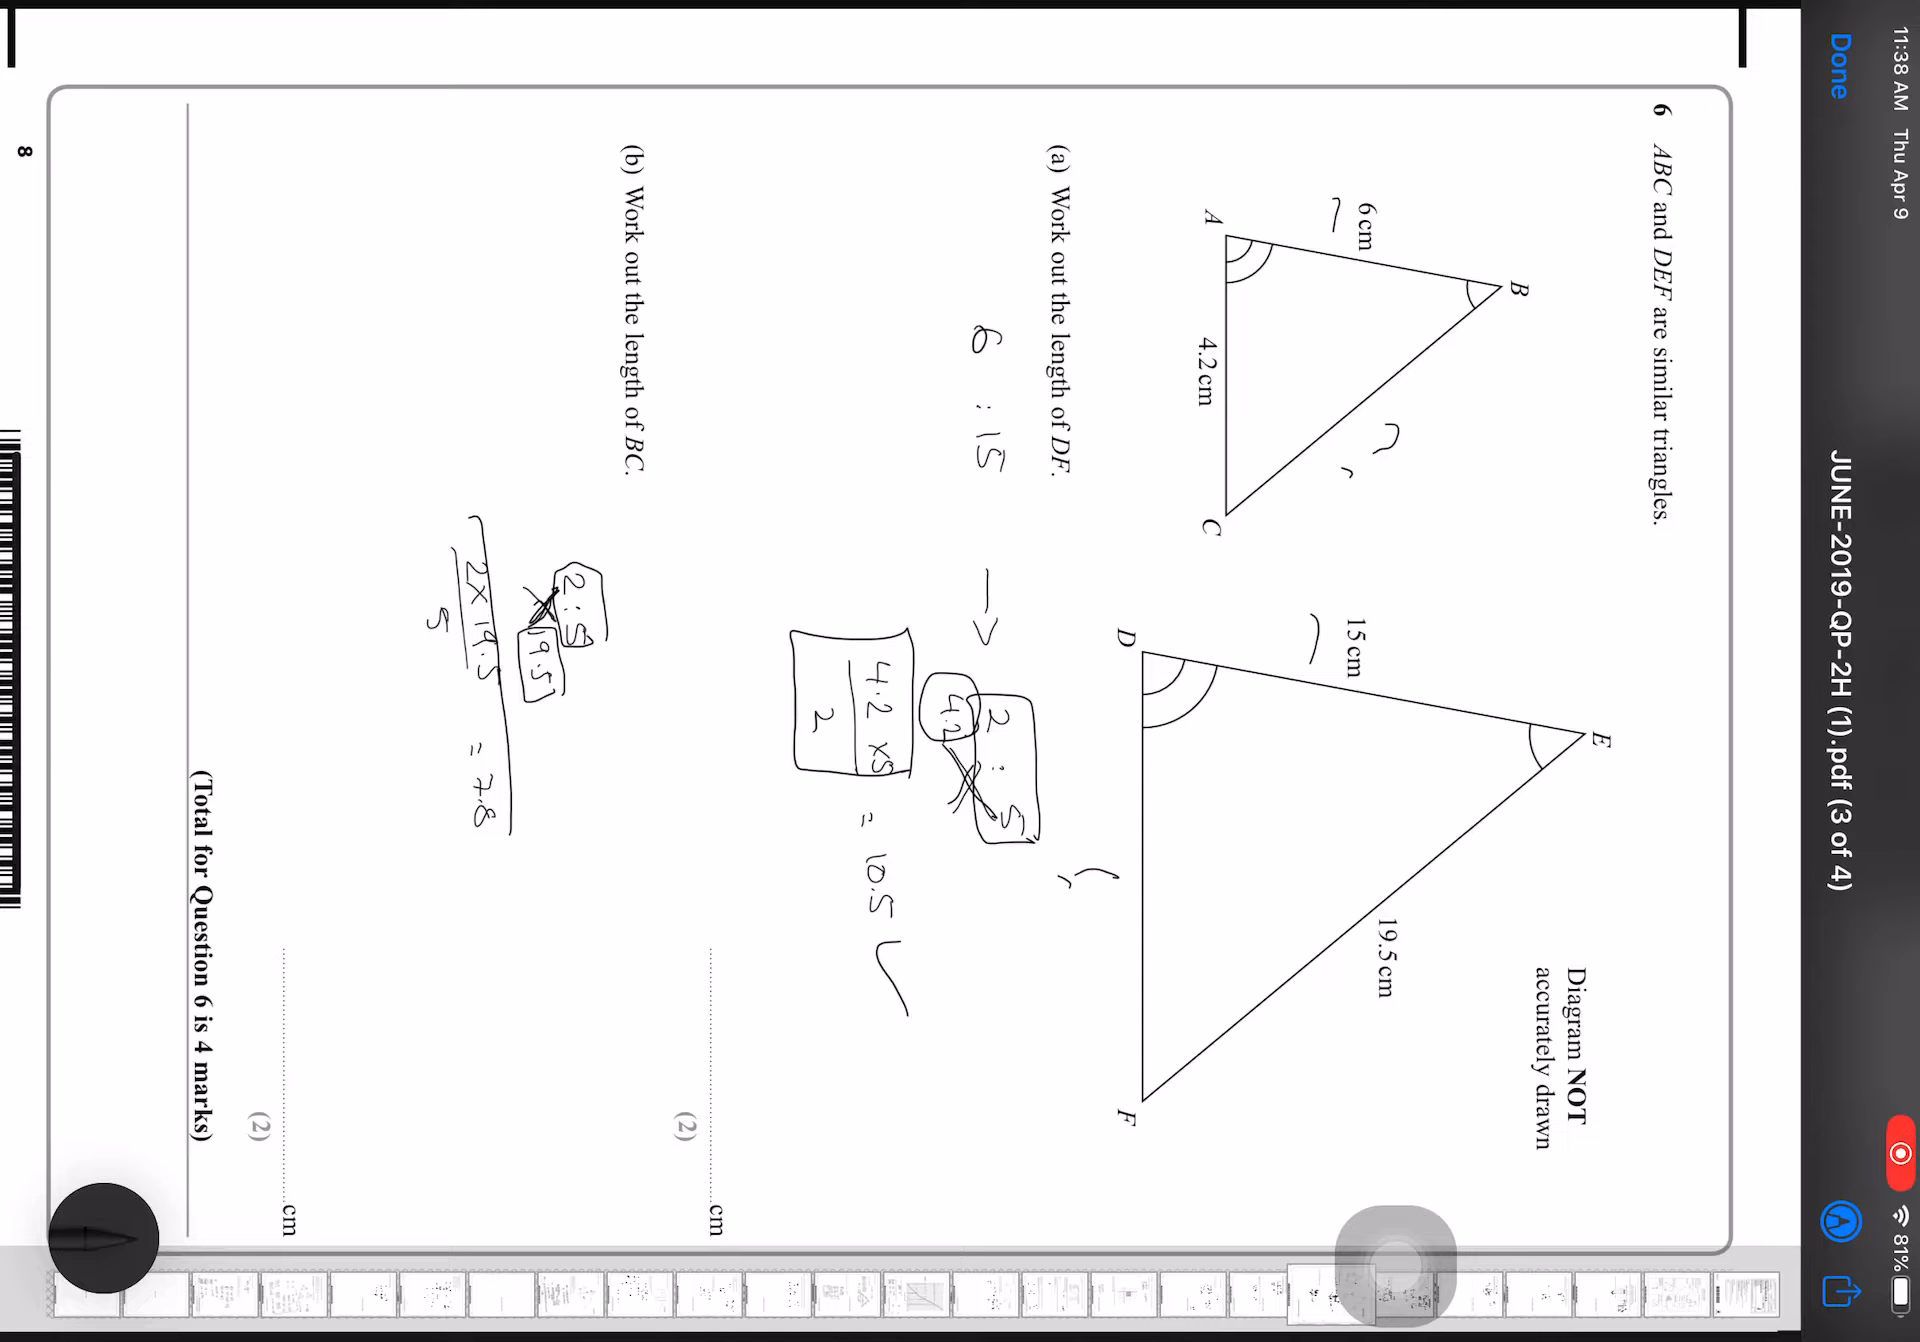 11:38 AM Thu Apr 9
81%
Done
JUNE-2019-QP-2H (1).pdf (3 of 4)
6 ABC and DEF are similar triangles.
Diagram NOT
accurately drawn
B
E
6 cm
15 cm
19.5 cm
?
A
4.2 cm
C
D
F
(a) Work out the length of DF.
6 : 15 → 2 : 5
4.2
4.2 x5
2
= 10.5 ✓
cm
(2)
(b) Work out the length of BC.
2 : 5
19.5
2 x 19.5
5
= 7.8
cm
(2)
(Total for Question 6 is 4 marks)
8